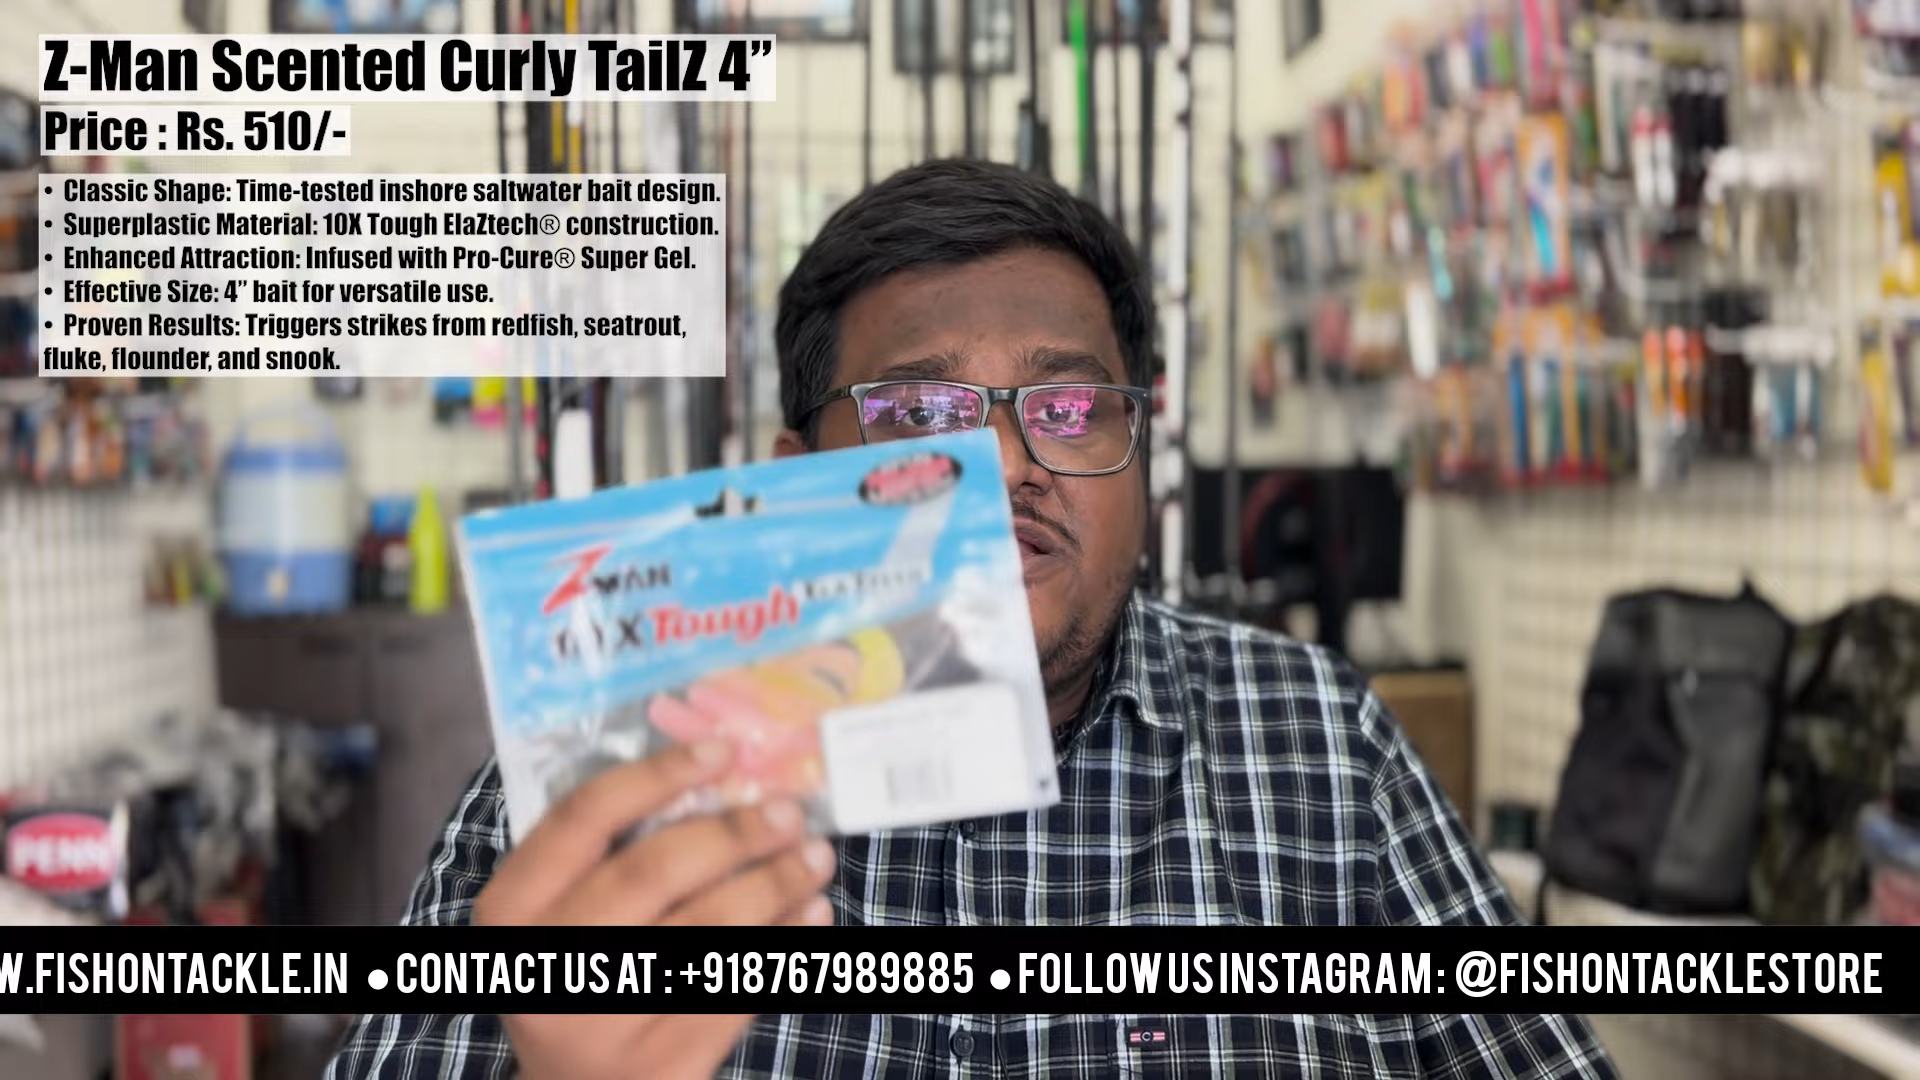 Z-Man Scented Curly TailZ 4”
Price : Rs. 510/-
• Classic Shape: Time-tested inshore saltwater bait design.
• Superplastic Material: 10X Tough ElaZtech® construction.
• Enhanced Attraction: Infused with Pro-Cure® Super Gel.
• Effective Size: 4” bait for versatile use.
• Proven Results: Triggers strikes from redfish, seatrout,
fluke, flounder, and snook.
ZMAN
10XTough
PENN
W.FISHONTACKLE.IN ●CONTACT US AT : +918767989885 ●FOLLOW US INSTAGRAM : @FISHONTACKLESTORE